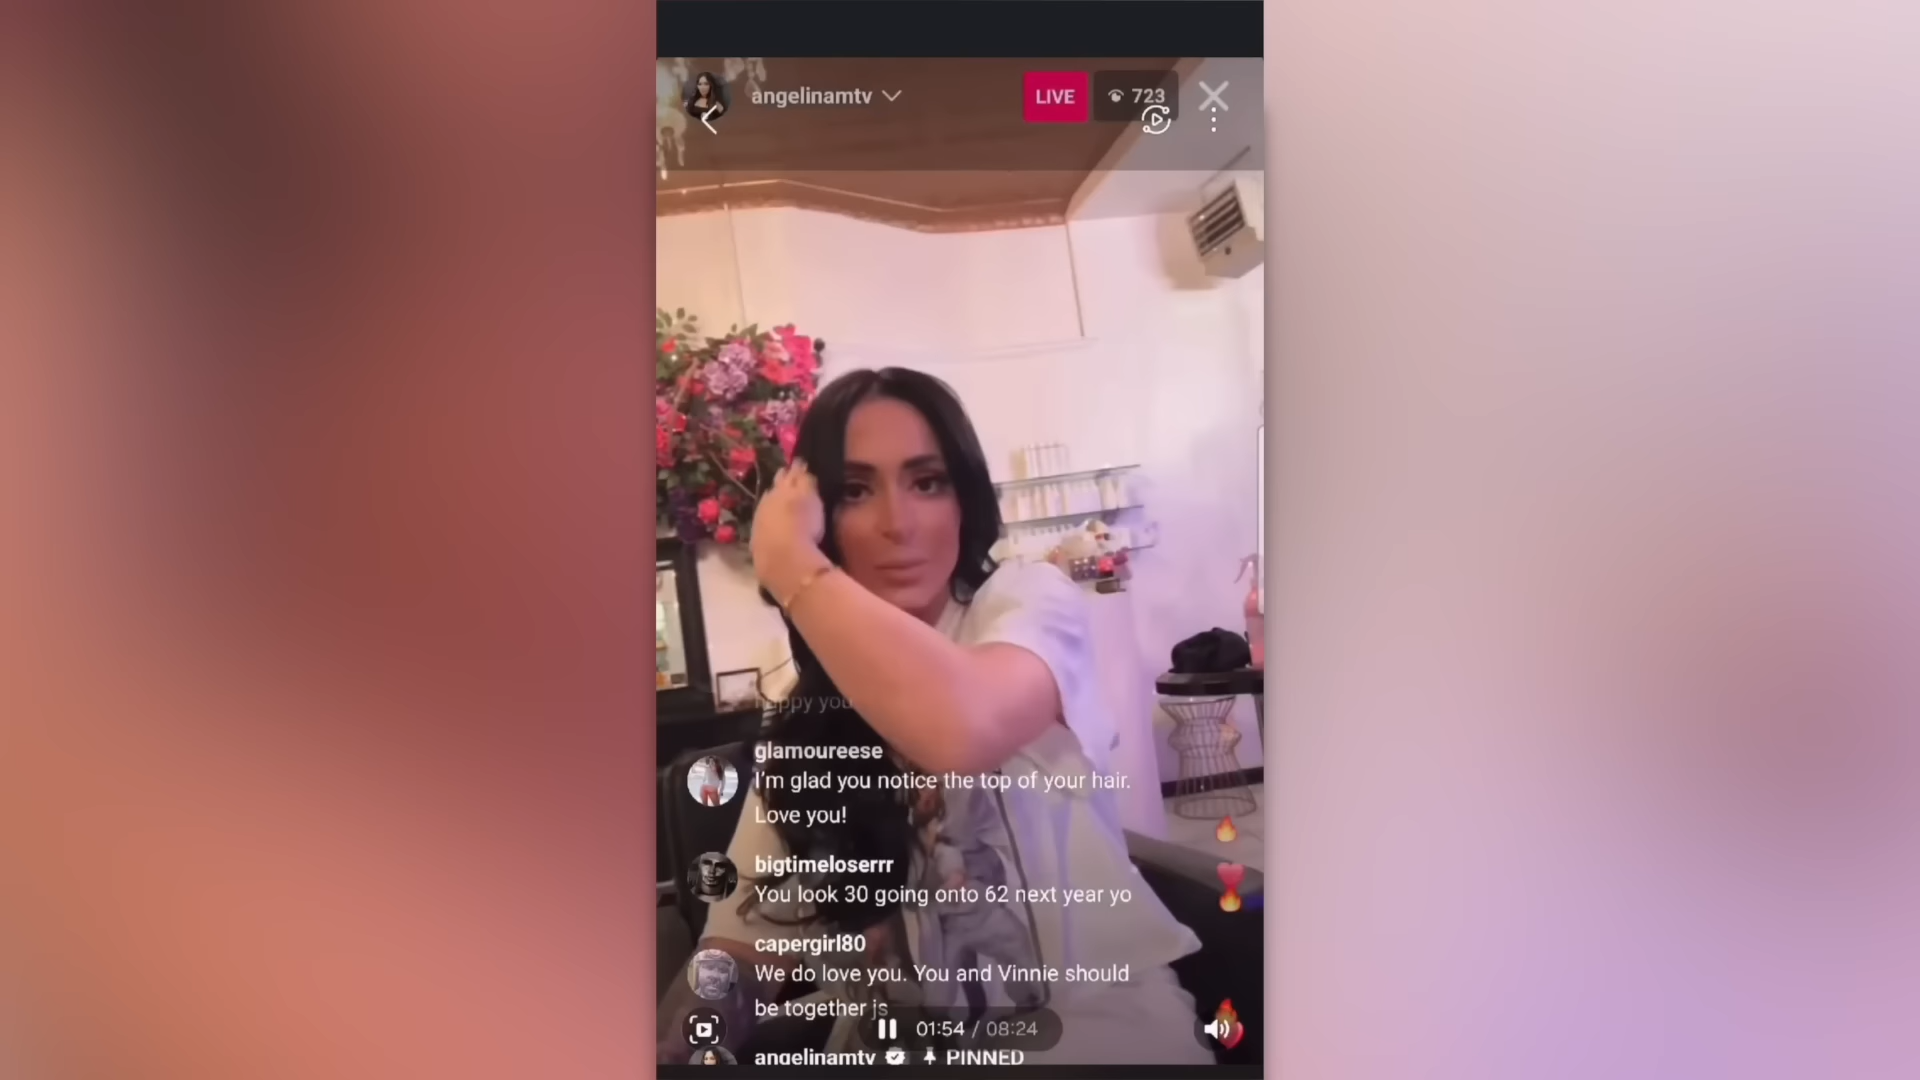 angelinamtv
LIVE
723
happy you
glamoureese
I'm glad you notice the top of your hair.
Love you!
bigtimeloserrr
You look 30 going onto 62 next year yo
capergirl80
We do love you. You and Vinnie should
be together js
01:54 / 08:24
angelinamtv PINNED